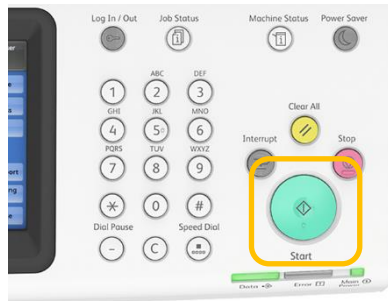 Log In / Out Job Status Machine Status Power Saver
ABC DEF
1 2 3
GHI JKL MNO
4 5 6
PQRS TUV WXYZ
7 8 9
* 0 #
Dial Pause Speed Dial
- C
Clear All
Interrupt Stop
Start
Data Error Main
Power